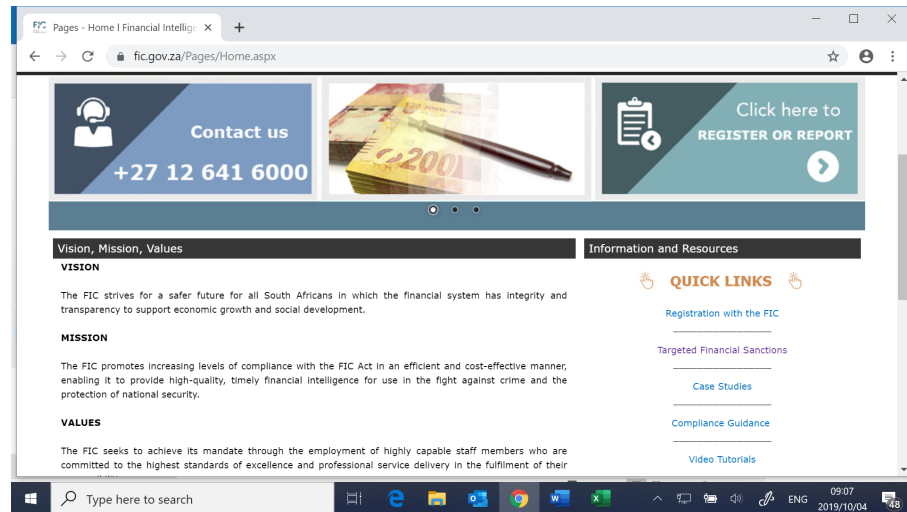 FIC
Pages - Home l Financial Intellige
fic.gov.za/Pages/Home.aspx
Contact us
+27 12 641 6000
200
Click here to
REGISTER OR REPORT
Vision, Mission, Values
VISION
The FIC strives for a safer future for all South Africans in which the financial system has integrity and
transparency to support economic growth and social development.
MISSION
The FIC promotes increasing levels of compliance with the FIC Act in an efficient and cost-effective manner,
enabling it to provide high-quality, timely financial intelligence for use in the fight against crime and the
protection of national security.
VALUES
The FIC seeks to achieve its mandate through the employment of highly capable staff members who are
committed to the highest standards of excellence and professional service delivery in the fulfilment of their
Information and Resources
QUICK LINKS
Registration with the FIC
Targeted Financial Sanctions
Case Studies
Compliance Guidance
Video Tutorials
Type here to search
ENG
09:07
2019/10/04
48